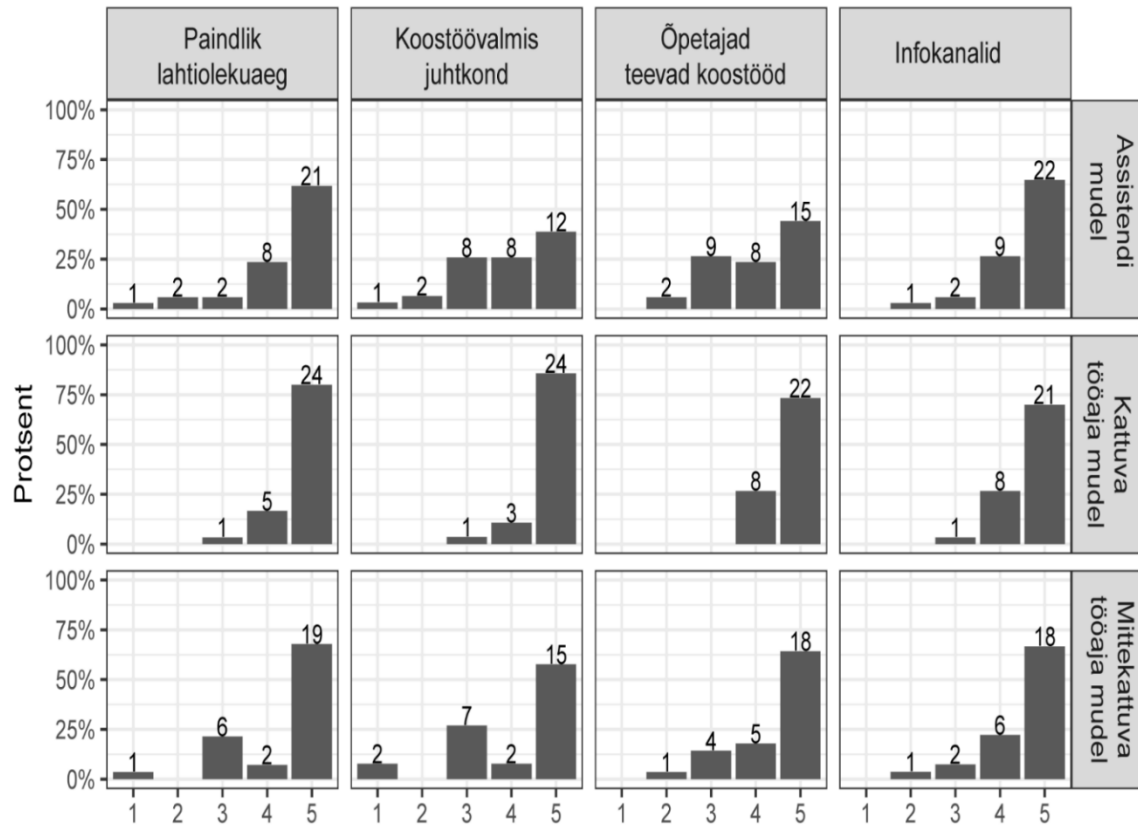 Paindlik
lahtiolekuaeg
Koostöövalmis
juhtkond
Õpetajad
teevad koostööd
Infokanalid
Protsent
100%
75%
50%
25%
0%
1 2 2 8 21
1 2 8 8 12
2 9 8 15
1 2 9 22
Assistendi
mudel
100%
75%
50%
25%
0%
1 5 24
1 3 24
8 22
1 8 21
Kattuva
tööaja mudel
100%
75%
50%
25%
0%
1 6 2 19
2 7 2 15
1 4 5 18
1 2 6 18
Mittekattuva
tööaja mudel
1 2 3 4 5
1 2 3 4 5
1 2 3 4 5
1 2 3 4 5